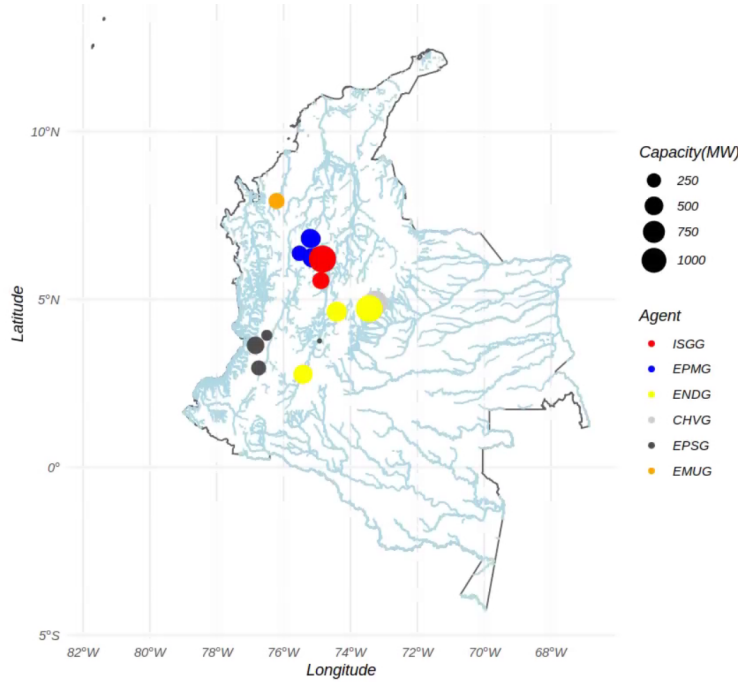 Capacity(MW)
250
500
750
1000
Agent
ISGG
EPMG
ENDG
CHVG
EPSG
EMUG
Latitude
10°N
5°N
0°
5°S
82°W 80°W 78°W 76°W 74°W 72°W 70°W 68°W
Longitude